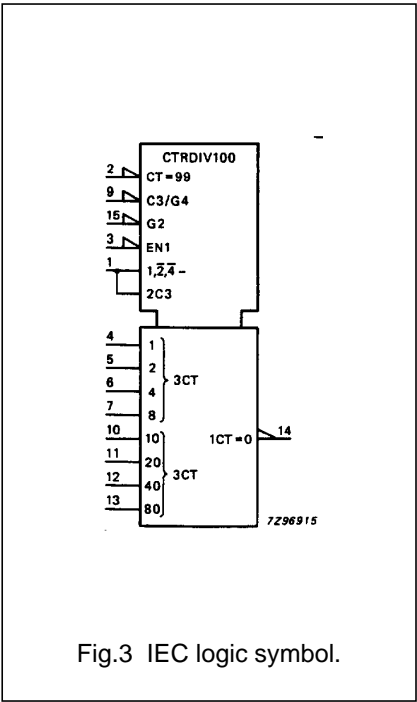 CTRDIV100
2 CT=99
9 C3/G4
15 G2
3 EN1
1 1,2̅,4̅ –
2C3
4 1
5 2
3CT
6 4
7 8
10 10
1CT=0 14
11 20
3CT
12 40
13 80
7Z96915
Fig.3 IEC logic symbol.